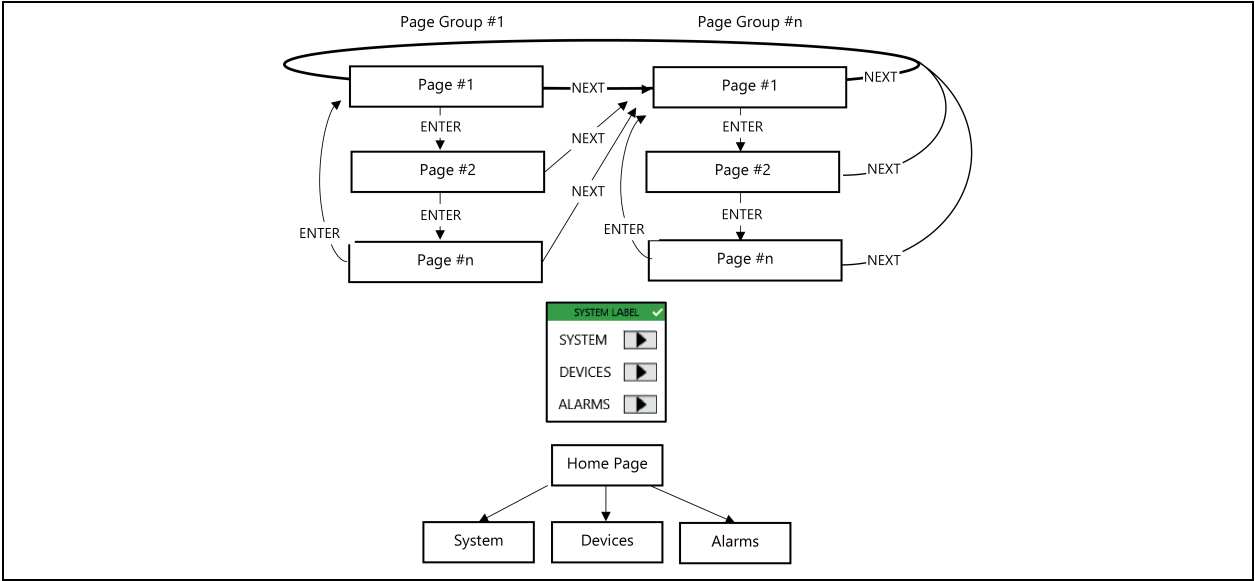 Page Group #1
Page Group #n
Page #1
NEXT
Page #1
NEXT
ENTER
ENTER
NEXT
Page #2
Page #2
NEXT
NEXT
ENTER
ENTER
ENTER
ENTER
Page #n
Page #n
NEXT
SYSTEM LABEL
SYSTEM
DEVICES
ALARMS
Home Page
System
Devices
Alarms